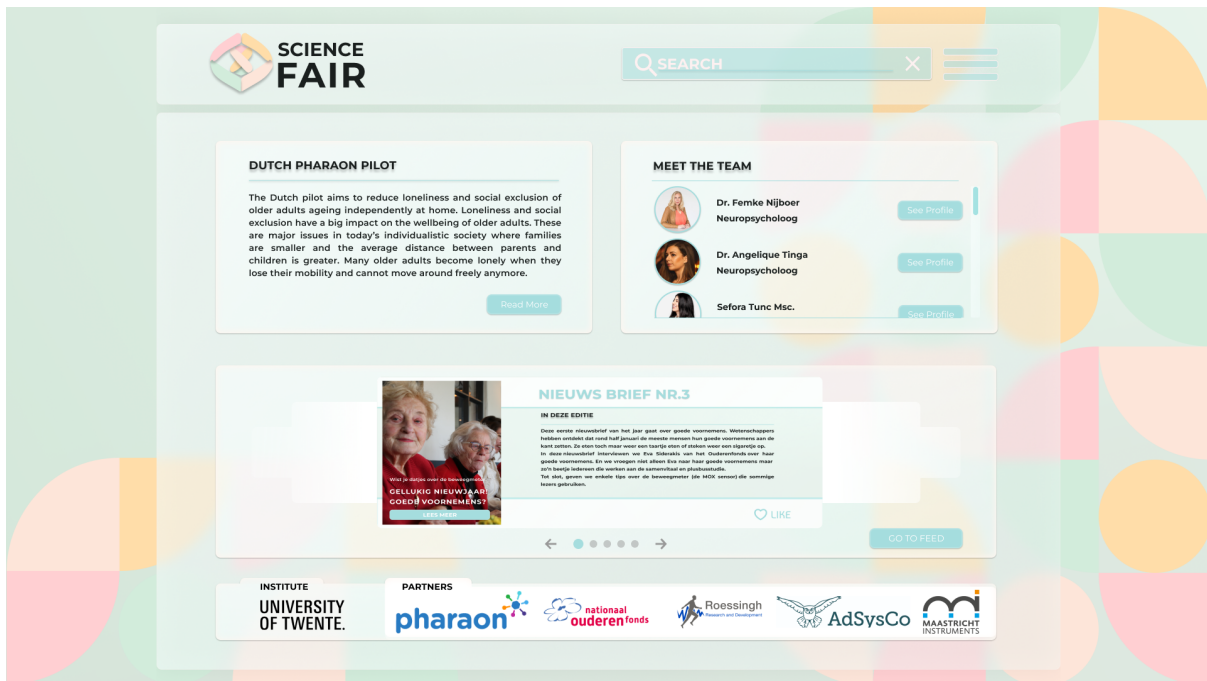 SCIENCE
FAIR
SEARCH
DUTCH PHARAON PILOT
The Dutch pilot aims to reduce loneliness and social exclusion of
older adults ageing independently at home. Loneliness and social
exclusion have a big impact on the wellbeing of older adults. These
are major issues in today's individualistic society where families
are smaller and the average distance between parents and
children is greater. Many older adults become lonely when they
lose their mobility and cannot move around freely anymore.
Read More
MEET THE TEAM
Dr. Femke Nijboer
Neuropsycholoog
See Profile
Dr. Angelique Tinga
Neuropsycholoog
See Profile
Sefora Tunc Msc.
See Profile
Wist je datjes over de beweegmeter
GELLUKIG NIEUWJAAR!
GOEDE VOORNEMENS?
LEES MEER
NIEUWS BRIEF NR.3
IN DEZE EDITIE
Deze eerste nieuwsbrief van het jaar gaat over goede voornemens. Wetenschappers
hebben ontdekt dat rond half januari de meeste mensen hun goede voornemens aan de
kant zetten. Ze eten toch maar weer een taartje eten of steken weer een sigaretje op.
In deze nieuwsbrief interviewen we Eva Siderakis van het Ouderenfonds over haar
goede voornemens. En we vroegen niet alleen Eva naar haar goede voornemens maar
zo'n beetje iedereen die werken aan de samenvitaal en plusbusstudie.
Tot slot, geven we enkele tips over de beweegmeter (de MOX sensor) die sommige
lezers gebruiken.
LIKE
GO TO FEED
INSTITUTE
UNIVERSITY
OF TWENTE.
PARTNERS
pharaon
nationaal
ouderenfonds
Roessingh
Research and Development
AdSysCo
MAASTRICHT
INSTRUMENTS